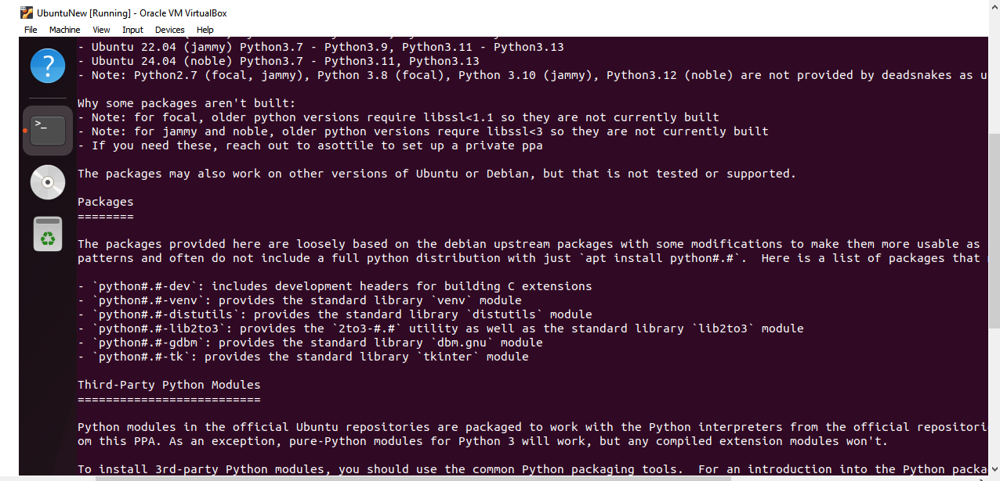 UbuntuNew [Running] - Oracle VM VirtualBox
File Machine View Input Devices Help
- Ubuntu 22.04 (jammy) Python3.7 - Python3.9, Python3.11 - Python3.13
- Ubuntu 24.04 (noble) Python3.7 - Python3.11, Python3.13
- Note: Python2.7 (focal, jammy), Python 3.8 (focal), Python 3.10 (jammy), Python3.12 (noble) are not provided by deadsnakes as u
Why some packages aren't built:
- Note: for focal, older python versions require libssl<1.1 so they are not currently built
- Note: for jammy and noble, older python versions requre libssl<3 so they are not currently built
- If you need these, reach out to asottile to set up a private ppa
The packages may also work on other versions of Ubuntu or Debian, but that is not tested or supported.
Packages
========
The packages provided here are loosely based on the debian upstream packages with some modifications to make them more usable as
patterns and often do not include a full python distribution with just `apt install python#.#`.  Here is a list of packages that
- `python#.#-dev`: includes development headers for building C extensions
- `python#.#-venv`: provides the standard library `venv` module
- `python#.#-distutils`: provides the standard library `distutils` module
- `python#.#-lib2to3`: provides the `2to3-#.#` utility as well as the standard library `lib2to3` module
- `python#.#-gdbm`: provides the standard library `dbm.gnu` module
- `python#.#-tk`: provides the standard library `tkinter` module
Third-Party Python Modules
==========================
Python modules in the official Ubuntu repositories are packaged to work with the Python interpreters from the official repositori
om this PPA. As an exception, pure-Python modules for Python 3 will work, but any compiled extension modules won't.
To install 3rd-party Python modules, you should use the common Python packaging tools.  For an introduction into the Python packa